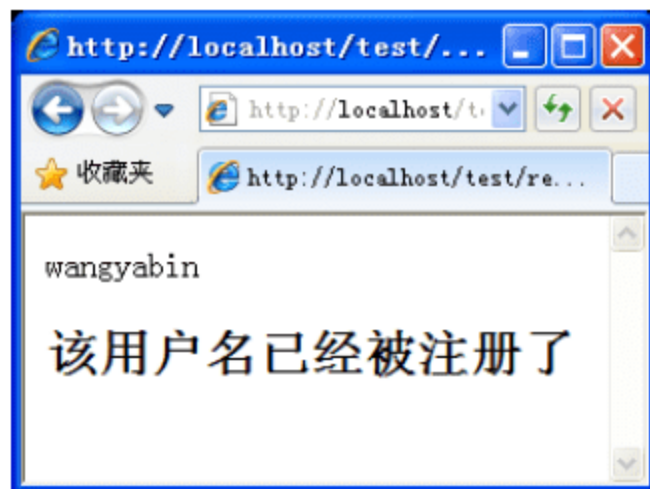 http://localhost/test/...
http://localhost/t
收藏夹
http://localhost/test/re...
wangyabin
该用户名已经被注册了